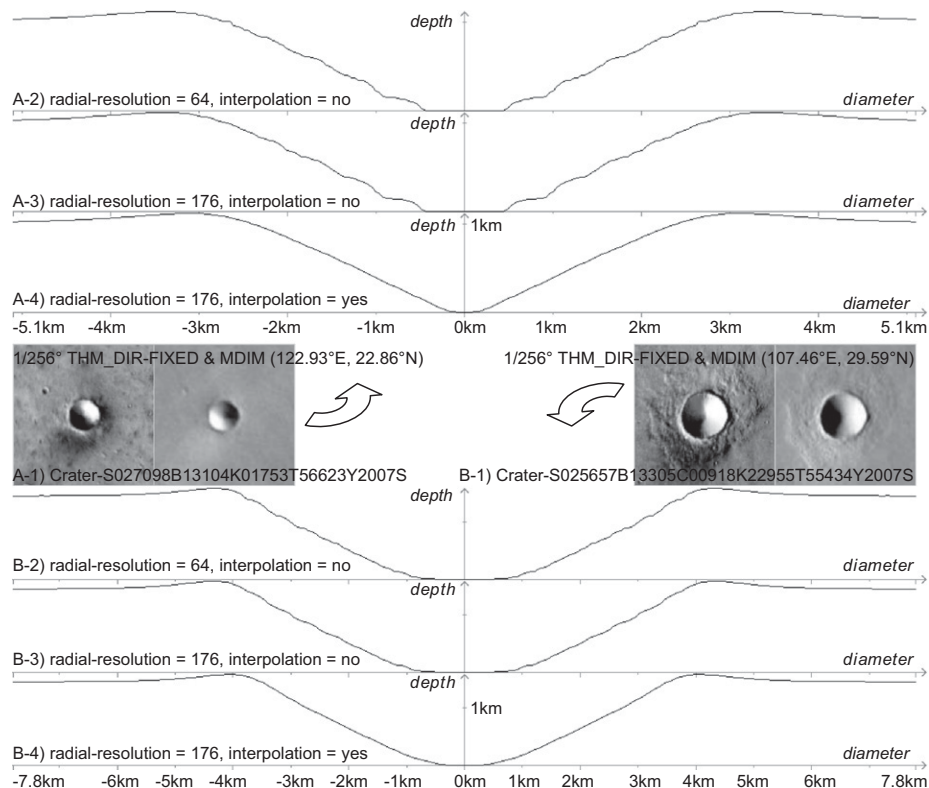 depth
A-2) radial-resolution = 64, interpolation = no diameter
depth
A-3) radial-resolution = 176, interpolation = no diameter
depth 1km
A-4) radial-resolution = 176, interpolation = yes diameter
-5.1km -4km -3km -2km -1km 0km 1km 2km 3km 4km 5.1km
1/256° THM_DIR-FIXED & MDIM (122.93°E, 22.86°N) 1/256° THM_DIR-FIXED & MDIM (107.46°E, 29.59°N)
A-1) Crater-S027098B13104K01753T56623Y2007S B-1) Crater-S025657B13305C00918K22955T55434Y2007S
depth
B-2) radial-resolution = 64, interpolation = no diameter
depth
B-3) radial-resolution = 176, interpolation = no diameter
depth
1km
B-4) radial-resolution = 176, interpolation = yes diameter
-7.8km -6km -5km -4km -3km -2km -1km 0km 1km 2km 3km 4km 6km 7.8km